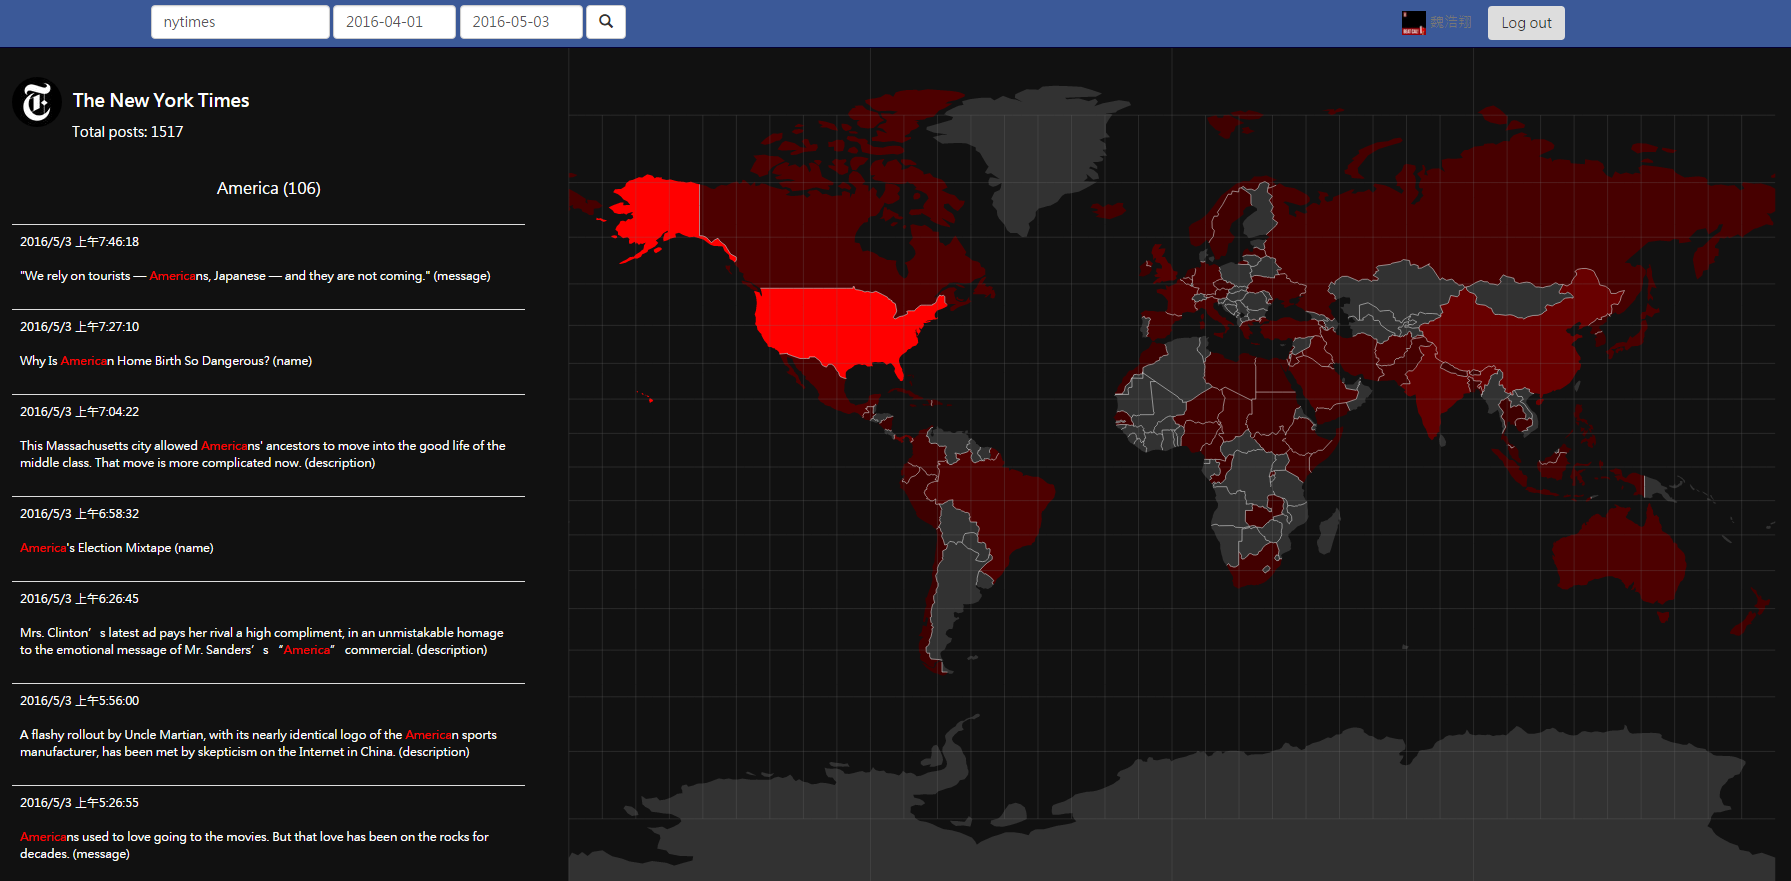 nytimes
2016-04-01
2016-05-03
魏浩翔
Log out
The New York Times
Total posts: 1517
America (106)
2016/5/3 上午7:46:18
"We rely on tourists — Americans, Japanese — and they are not coming." (message)
2016/5/3 上午7:27:10
Why Is American Home Birth So Dangerous? (name)
2016/5/3 上午7:04:22
This Massachusetts city allowed Americans' ancestors to move into the good life of the
middle class. That move is more complicated now. (description)
2016/5/3 上午6:58:32
America's Election Mixtape (name)
2016/5/3 上午6:26:45
Mrs. Clinton’s latest ad pays her rival a high compliment, in an unmistakable homage
to the emotional message of Mr. Sanders’s “America” commercial. (description)
2016/5/3 上午5:56:00
A flashy rollout by Uncle Martian, with its nearly identical logo of the American sports
manufacturer, has been met by skepticism on the Internet in China. (description)
2016/5/3 上午5:26:55
Americans used to love going to the movies. But that love has been on the rocks for
decades. (message)